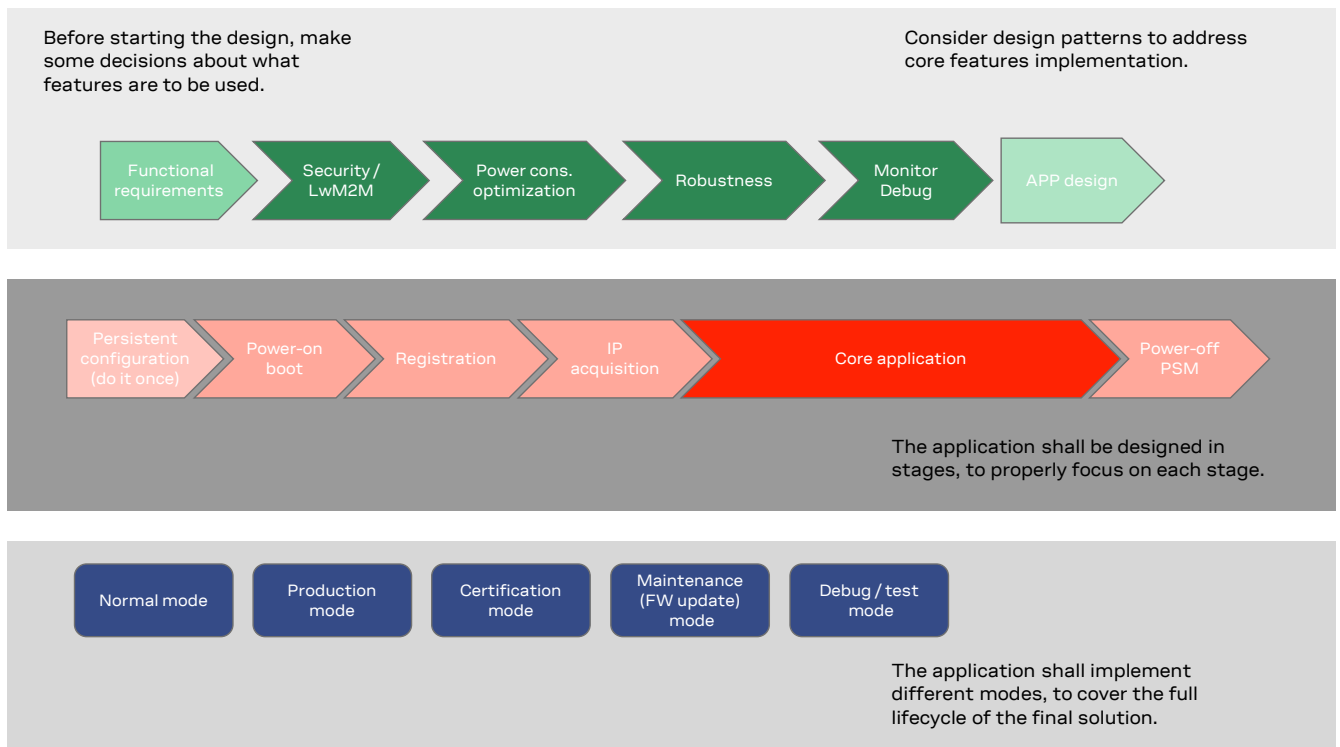 Before starting the design, make
some decisions about what
features are to be used.
Consider design patterns to address
core features implementation.
Functional
requirements
Security /
LwM2M
Power cons.
optimization
Robustness
Monitor
Debug
APP design
Persistent
configuration
(do it once)
Power-on
boot
Registration
IP
acquisition
Core application
Power-off
PSM
The application shall be designed in
stages, to properly focus on each stage.
Normal mode
Production
mode
Certification
mode
Maintenance
(FW update)
mode
Debug / test
mode
The application shall implement
different modes, to cover the full
lifecycle of the final solution.